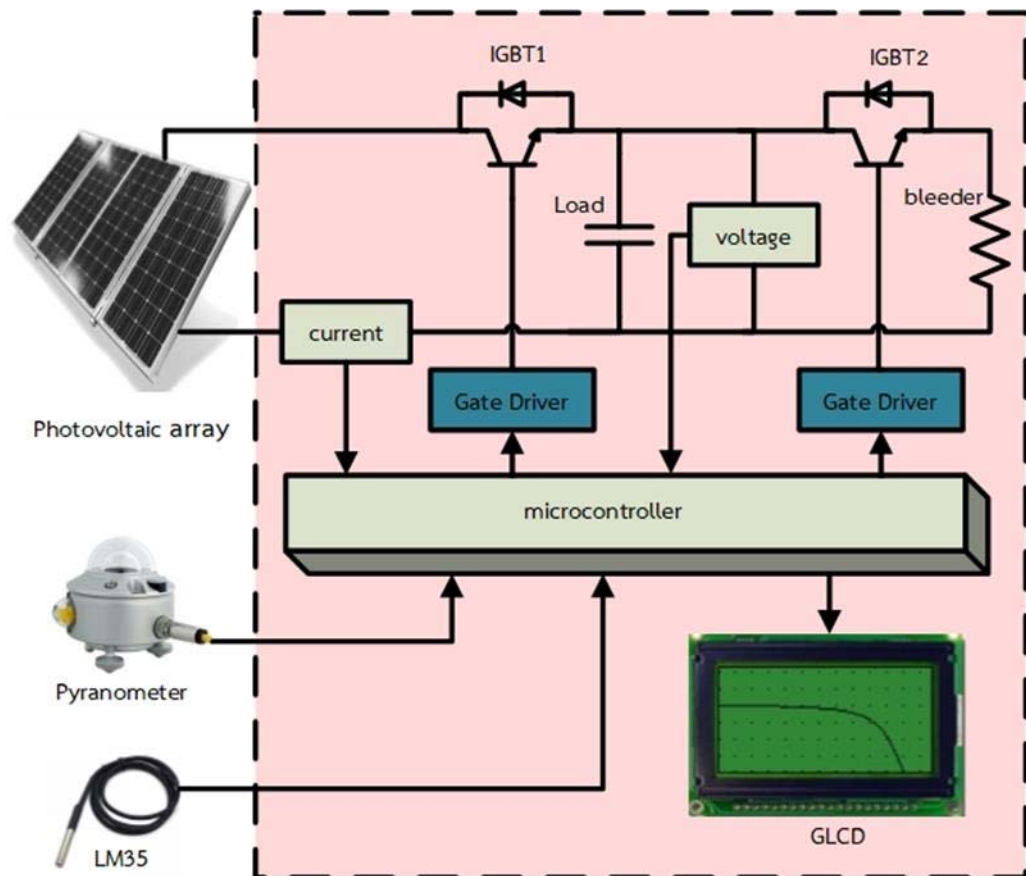 IGBT1
IGBT2
Load
voltage
bleeder
current
Gate Driver
Gate Driver
Photovoltaic array
microcontroller
Pyranometer
LM35
GLCD